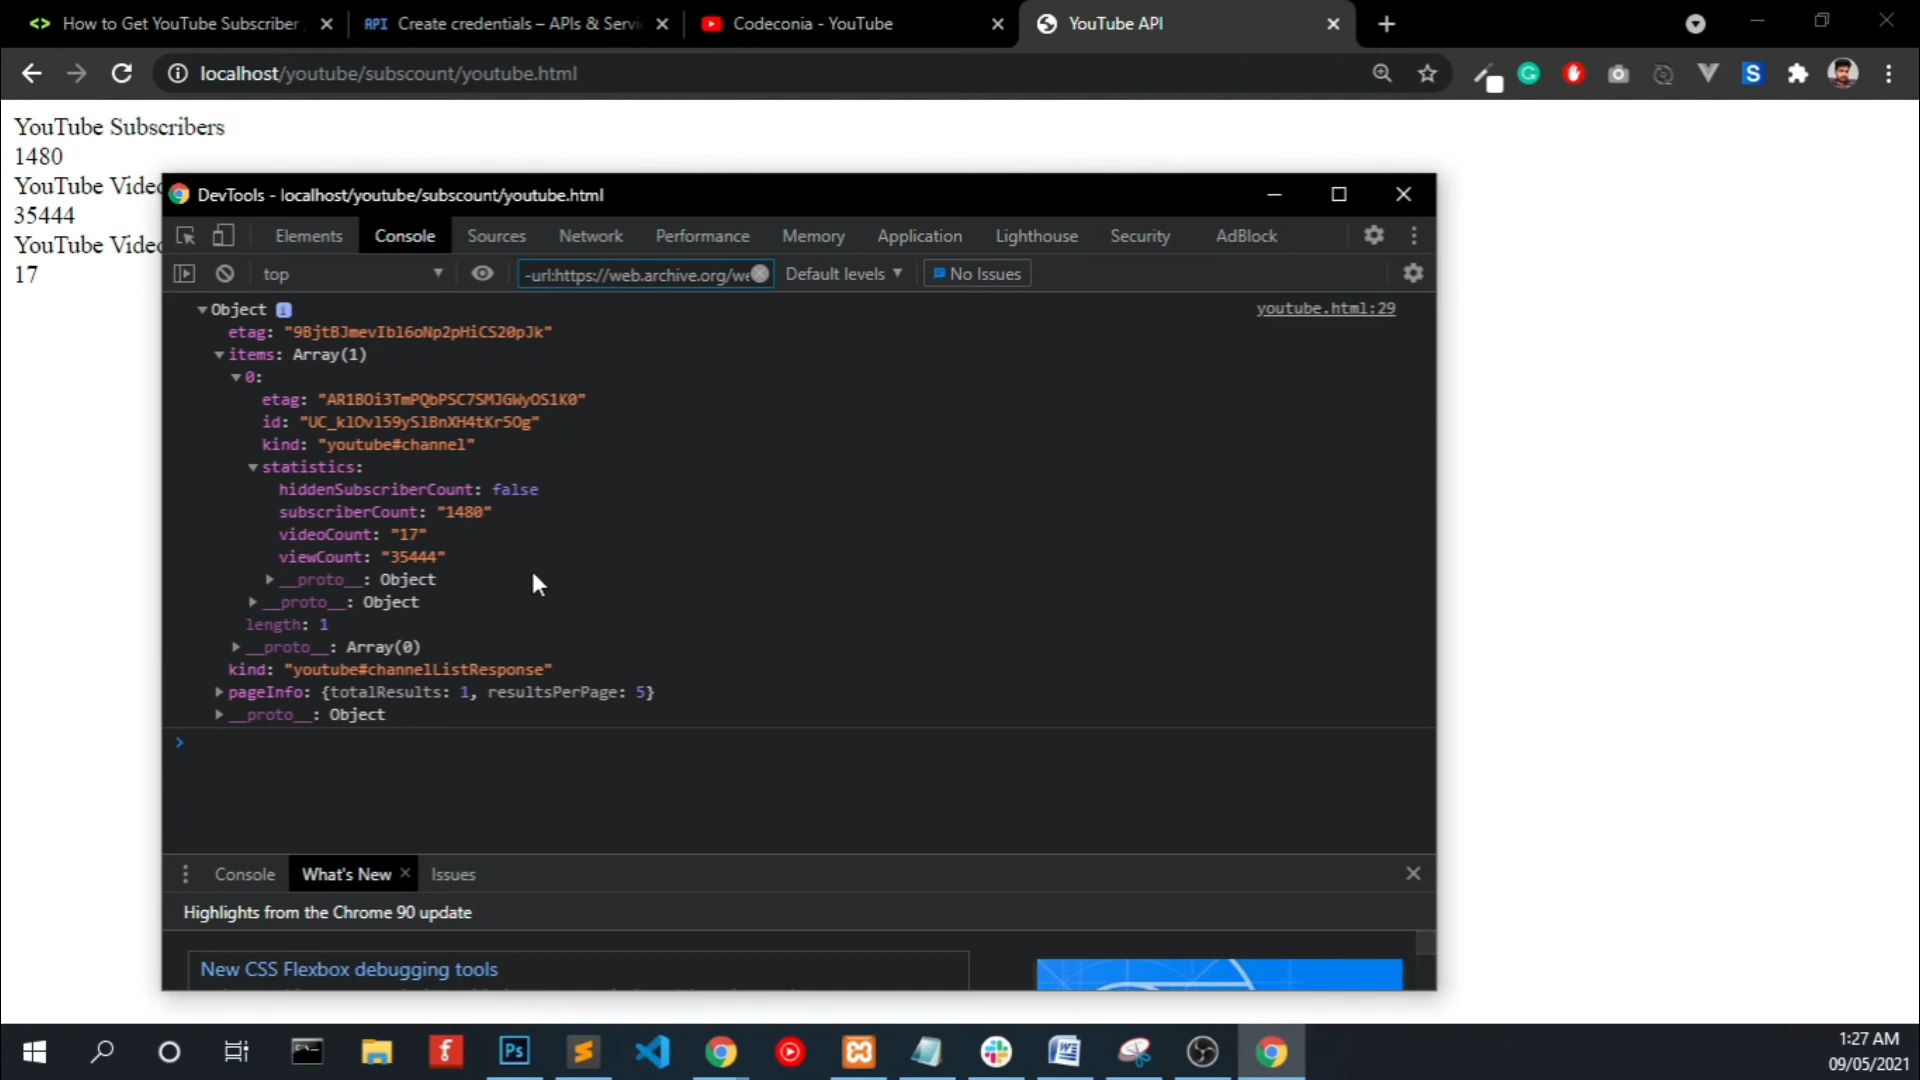 How to Get YouTube Subscriber
Create credentials – APIs & Servi
Codeconia - YouTube
YouTube API
localhost/youtube/subscount/youtube.html
YouTube Subscribers
1480
YouTube Video
35444
YouTube Video
17
DevTools - localhost/youtube/subscount/youtube.html
Elements Console Sources Network Performance Memory Application Lighthouse Security AdBlock
top
-url:https://web.archive.org/we
Default levels ▼
No Issues
▼Object i
youtube.html:29
etag: "9BjtBJmevIbl6oNp2pHiCS20pJk"
▼items: Array(1)
▼0:
etag: "AR1BOi3TmPQbPSC7SMJGWyOS1K0"
id: "UC_klOvl59ySlBnXH4tKr5Og"
kind: "youtube#channel"
▼statistics:
hiddenSubscriberCount: false
subscriberCount: "1480"
videoCount: "17"
viewCount: "35444"
▶__proto__: Object
▶__proto__: Object
length: 1
▶__proto__: Array(0)
kind: "youtube#channelListResponse"
▶pageInfo: {totalResults: 1, resultsPerPage: 5}
▶__proto__: Object
>
Console What's New Issues
Highlights from the Chrome 90 update
New CSS Flexbox debugging tools
1:27 AM
09/05/2021